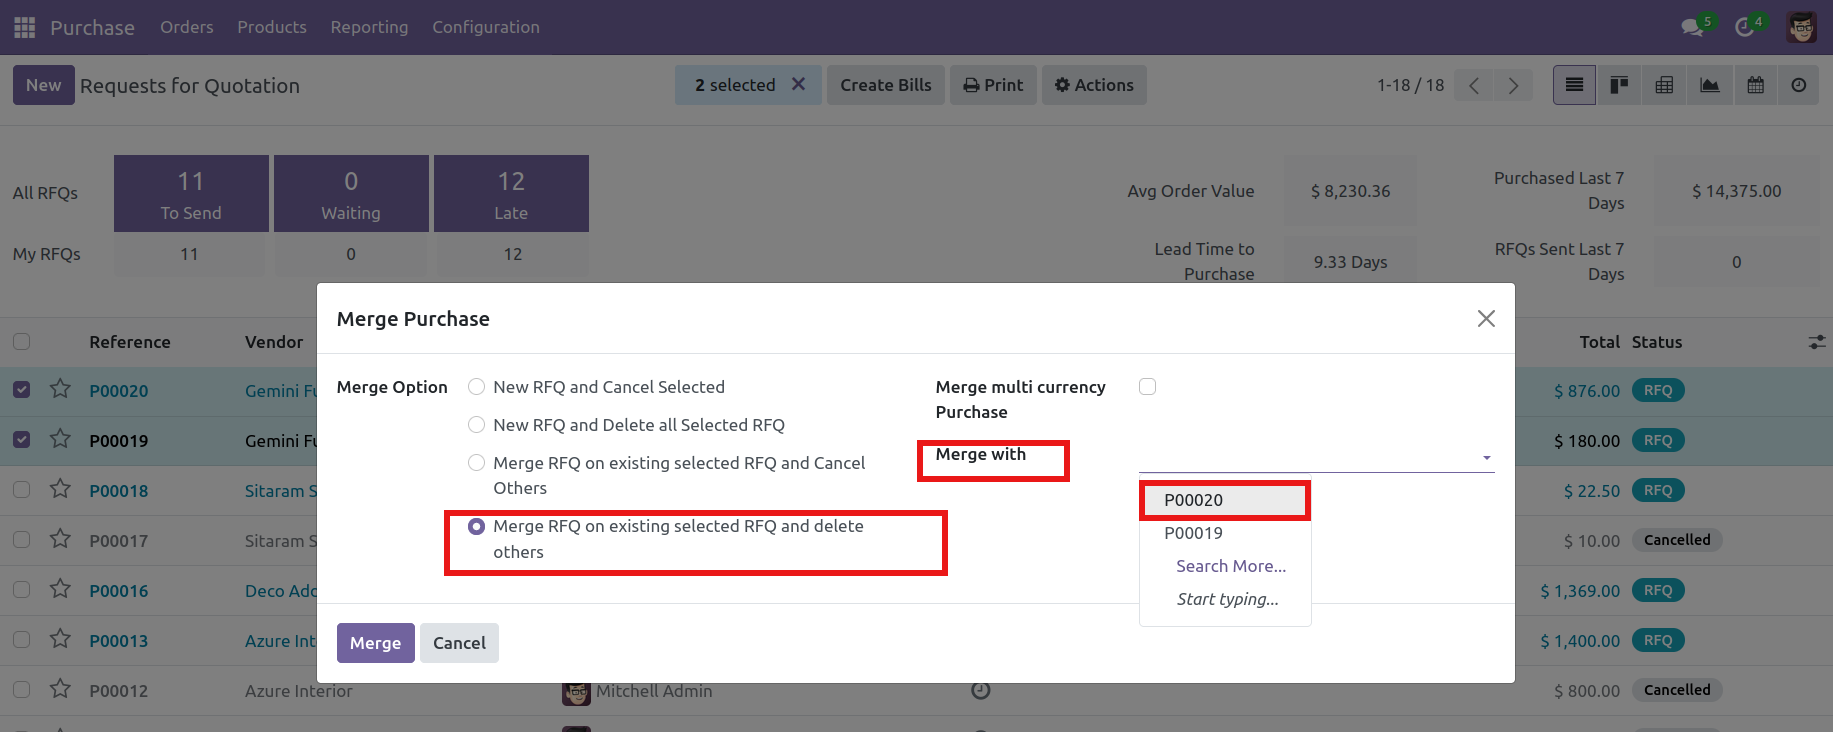 Purchase Orders Products Reporting Configuration 5 4
New Requests for Quotation 2 selected Create Bills Print Actions 1-18 / 18
All RFQs
11
To Send
0
Waiting
12
Late
My RFQs 11 0 12
Avg Order Value $ 8,230.36
Purchased Last 7
Days
$ 14,375.00
Lead Time to
Purchase
9.33 Days
RFQs Sent Last 7
Days
0
Reference Vendor Total Status
P00020 Gemini Fu $ 876.00 RFQ
P00019 Gemini Fu $ 180.00 RFQ
P00018 Sitaram S $ 22.50 RFQ
P00017 Sitaram S $ 10.00 Cancelled
P00016 Deco Add $ 1,369.00 RFQ
P00013 Azure Int $ 1,400.00 RFQ
P00012 Azure Interior Mitchell Admin $ 800.00 Cancelled
Merge Purchase
Merge Option
New RFQ and Cancel Selected
New RFQ and Delete all Selected RFQ
Merge RFQ on existing selected RFQ and Cancel
Others
Merge RFQ on existing selected RFQ and delete
others
Merge multi currency
Purchase
Merge with
P00020
P00019
Search More...
Start typing...
Merge Cancel